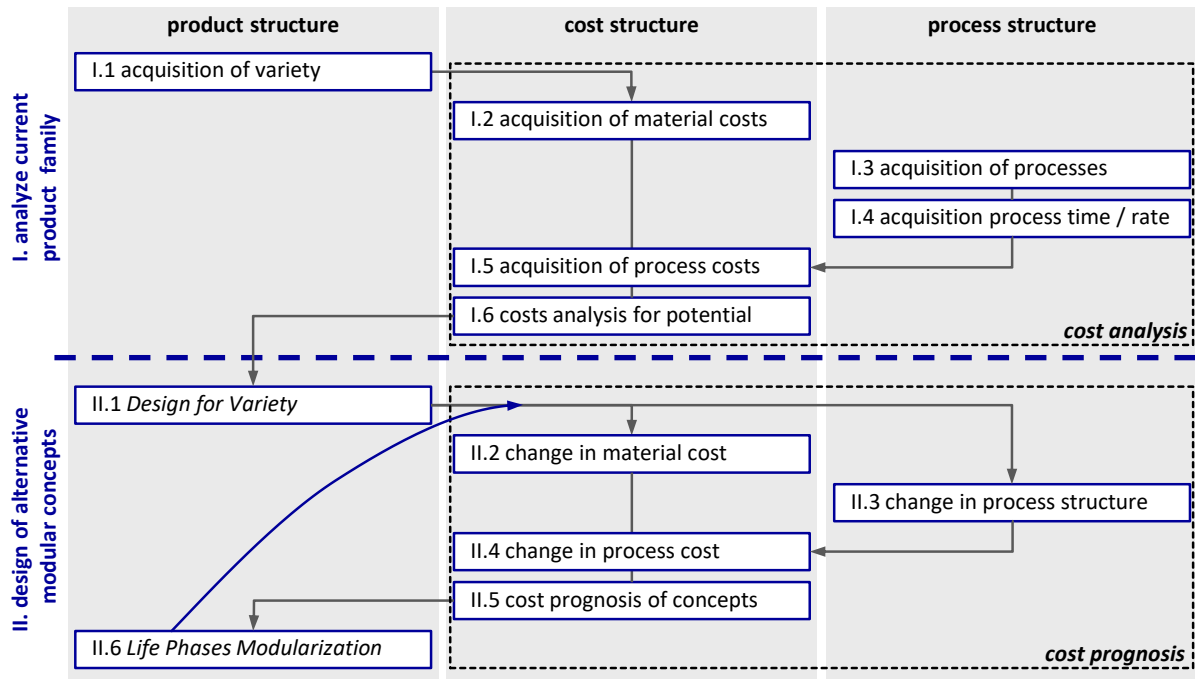 product structure
cost structure
process structure
I. analyze current
product family
I.1 acquisition of variety
I.2 acquisition of material costs
I.3 acquisition of processes
I.4 acquisition process time / rate
I.5 acquisition of process costs
I.6 costs analysis for potential
cost analysis
II. design of alternative
modular concepts
II.1 Design for Variety
II.2 change in material cost
II.3 change in process structure
II.4 change in process cost
II.5 cost prognosis of concepts
II.6 Life Phases Modularization
cost prognosis